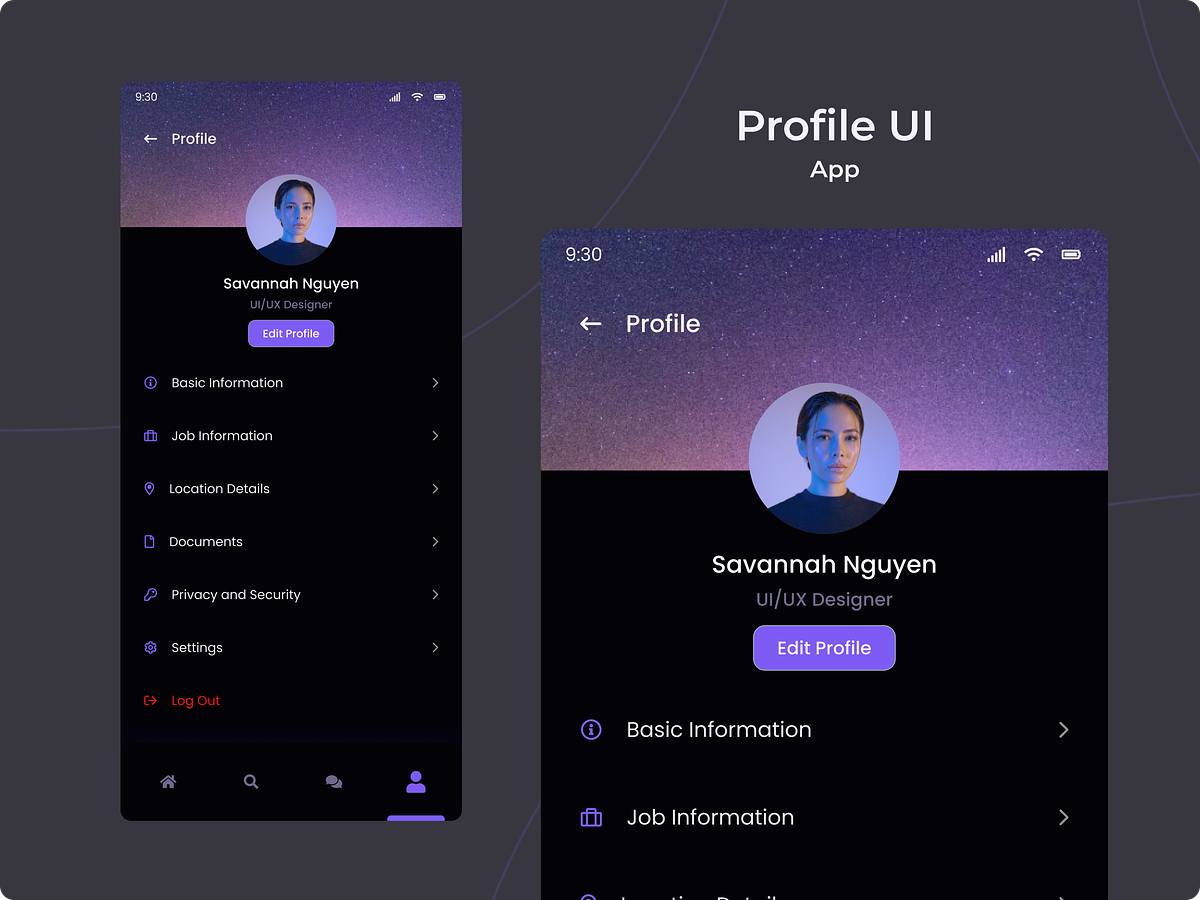 9:30
Profile
Savannah Nguyen
UI/UX Designer
Edit Profile
Basic Information
Job Information
Location Details
Documents
Privacy and Security
Settings
Log Out
Profile UI
App
9:30
Profile
Savannah Nguyen
UI/UX Designer
Edit Profile
Basic Information
Job Information